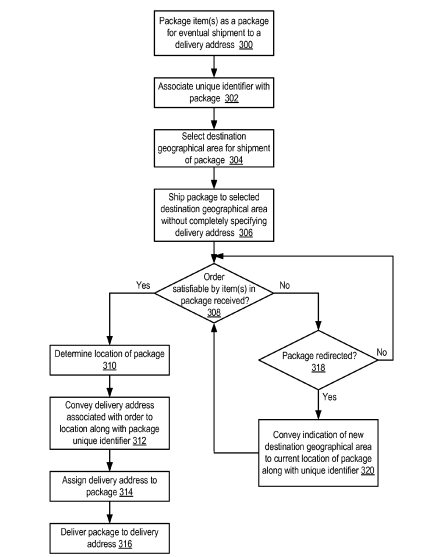 Package item(s) as a package
for eventual shipment to a
delivery address 300
Associate unique identifier with
package 302
Select destination
geographical area for shipment
of package 304
Ship package to selected
destination geographical area
without completely specifying
delivery address 306
Order
satisfiable by item(s) in
package received?
308
Yes
No
Determine location of package
310
Convey delivery address
associated with order to
location along with package
unique identifier 312
Assign delivery address to
package 314
Deliver package to delivery
address 316
Package redirected?
318
No
Yes
Convey indication of new
destination geographical area
to current location of package
along with unique identifier 320